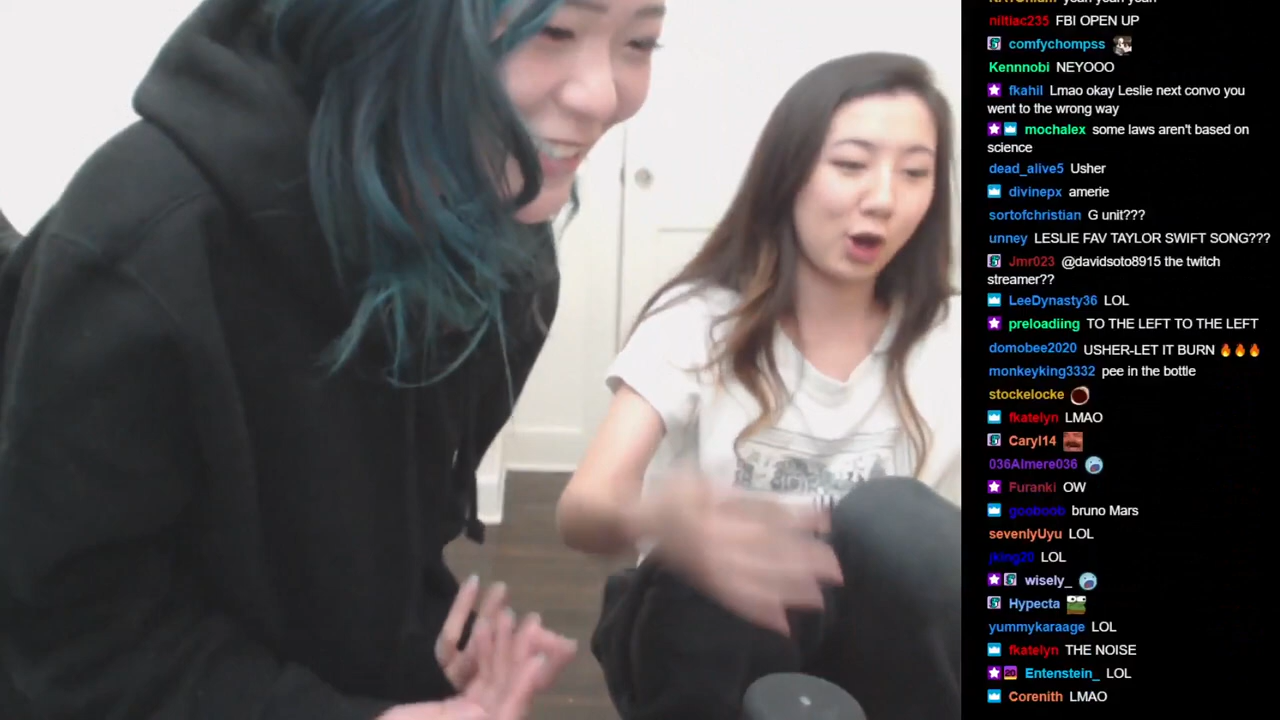 niltiac235 FBI OPEN UP
comfychompss
Kennnobi NEYOOO
fkahil Lmao okay Leslie next convo you
went to the wrong way
mochalex some laws aren't based on
science
dead_alive5 Usher
divinepx amerie
sortofchristian G unit???
unney LESLIE FAV TAYLOR SWIFT SONG???
Jmr023 @davidsoto8915 the twitch
streamer??
LeeDynasty36 LOL
preloadiing TO THE LEFT TO THE LEFT
domobee2020 USHER-LET IT BURN 🔥🔥🔥
monkeyking3332 pee in the bottle
stockelocke
fkatelyn LMAO
Caryl14
036Almere036
Furanki OW
gooboob bruno Mars
sevenlyUyu LOL
jking20 LOL
wisely_
Hypecta
yummykaraage LOL
fkatelyn THE NOISE
Entenstein_ LOL
Corenith LMAO